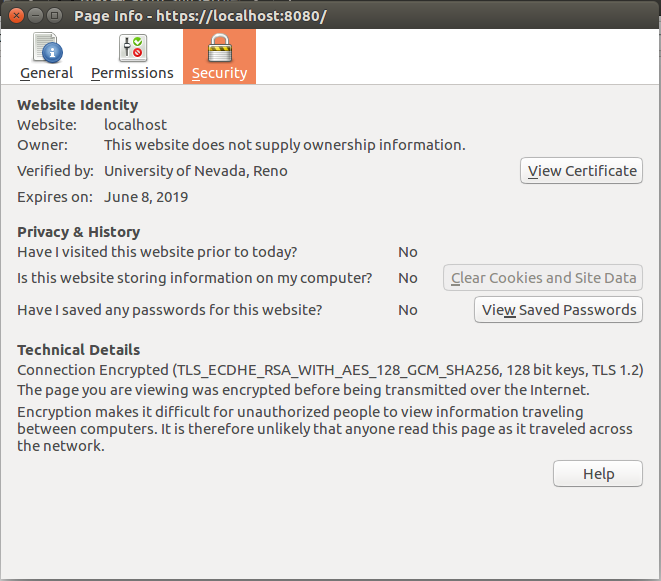 Page Info - https://localhost:8080/
General Permissions Security
Website Identity
Website: localhost
Owner: This website does not supply ownership information.
Verified by: University of Nevada, Reno View Certificate
Expires on: June 8, 2019
Privacy & History
Have I visited this website prior to today? No
Is this website storing information on my computer? No Clear Cookies and Site Data
Have I saved any passwords for this website? No View Saved Passwords
Technical Details
Connection Encrypted (TLS_ECDHE_RSA_WITH_AES_128_GCM_SHA256, 128 bit keys, TLS 1.2)
The page you are viewing was encrypted before being transmitted over the Internet.
Encryption makes it difficult for unauthorized people to view information traveling
between computers. It is therefore unlikely that anyone read this page as it traveled across
the network.
Help